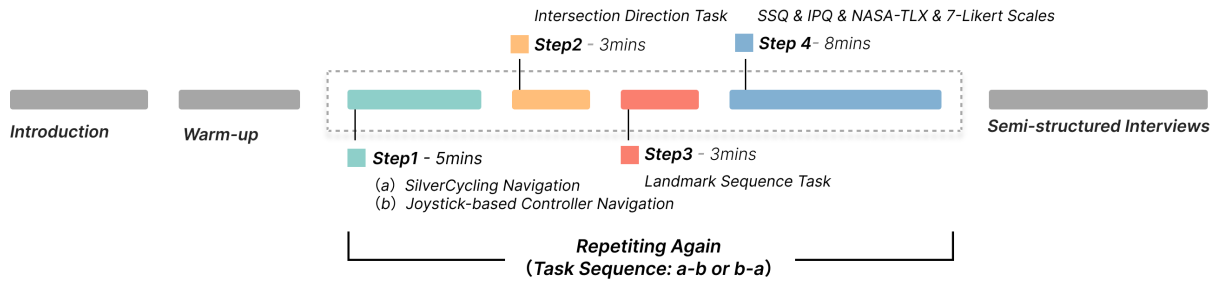 Intersection Direction Task
Step2 - 3mins
SSQ & IPQ & NASA-TLX & 7-Likert Scales
Step 4- 8mins
Introduction
Warm-up
Semi-structured Interviews
Step1 - 5mins
（a）SilverCycling Navigation
（b）Joystick-based Controller Navigation
Step3 - 3mins
Landmark Sequence Task
Repetiting Again
（Task Sequence: a-b or b-a）